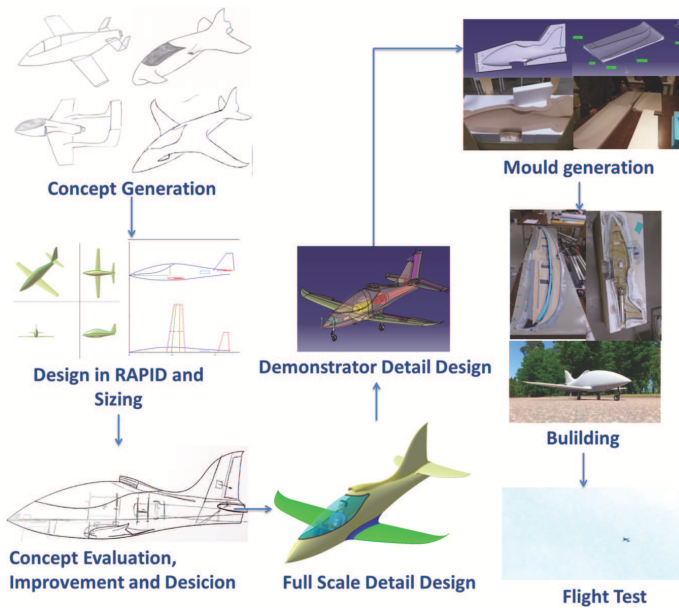 Concept Generation
Design in RAPID and
Sizing
Concept Evaluation,
Improvement and Desicion
Full Scale Detail Design
Demonstrator Detail Design
Mould generation
Bulilding
Flight Test